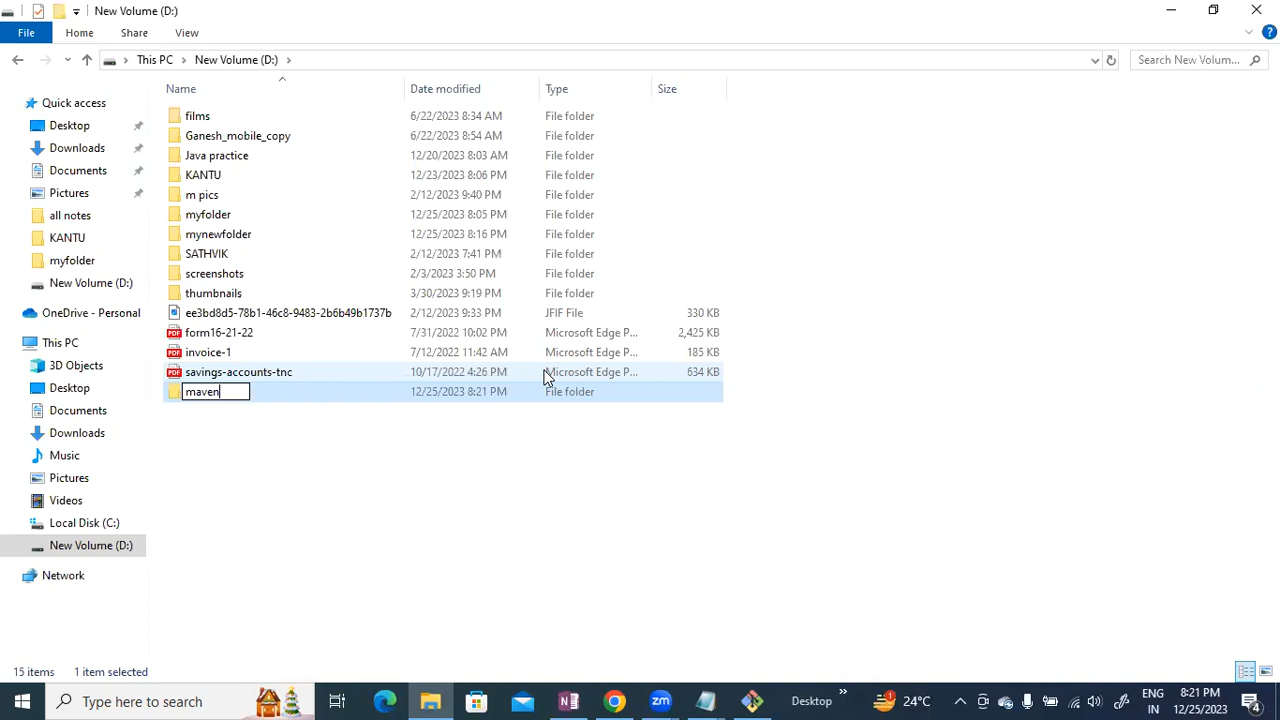 New Volume (D:)
File Home Share View
This PC New Volume (D:) Search New Volum...
Name Date modified Type Size
Quick access
Desktop
Downloads
Documents
Pictures
all notes
KANTU
myfolder
New Volume (D:)
OneDrive - Personal
This PC
3D Objects
Desktop
Documents
Downloads
Music
Pictures
Videos
Local Disk (C:)
New Volume (D:)
Network
films 6/22/2023 8:34 AM File folder
Ganesh_mobile_copy 6/22/2023 8:54 AM File folder
Java practice 12/20/2023 8:03 AM File folder
KANTU 12/23/2023 8:06 PM File folder
m pics 2/12/2023 9:40 PM File folder
myfolder 12/25/2023 8:05 PM File folder
mynewfolder 12/25/2023 8:16 PM File folder
SATHVIK 2/12/2023 7:41 PM File folder
screenshots 2/3/2023 3:50 PM File folder
thumbnails 3/30/2023 9:19 PM File folder
ee3bd8d5-78b1-46c8-9483-2b6b49b1737b 2/12/2023 9:33 PM JFIF File 330 KB
form16-21-22 7/31/2022 10:02 PM Microsoft Edge P... 2,425 KB
invoice-1 7/12/2022 11:42 AM Microsoft Edge P... 185 KB
savings-accounts-tnc 10/17/2022 4:26 PM Microsoft Edge P... 634 KB
maven 12/25/2023 8:21 PM File folder
15 items 1 item selected
Type here to search Desktop 24°C ENG 8:21 PM
IN 12/25/2023